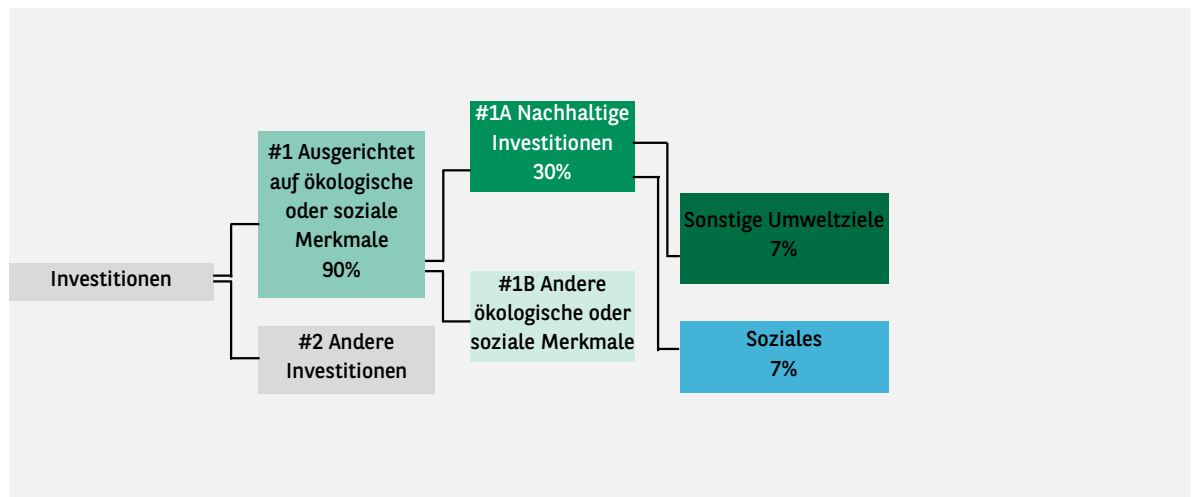 Investitionen
#1 Ausgerichtet
auf ökologische
oder soziale
Merkmale
90%
#2 Andere
Investitionen
#1A Nachhaltige
Investitionen
30%
#1B Andere
ökologische oder
soziale Merkmale
Sonstige Umweltziele
7%
Soziales
7%